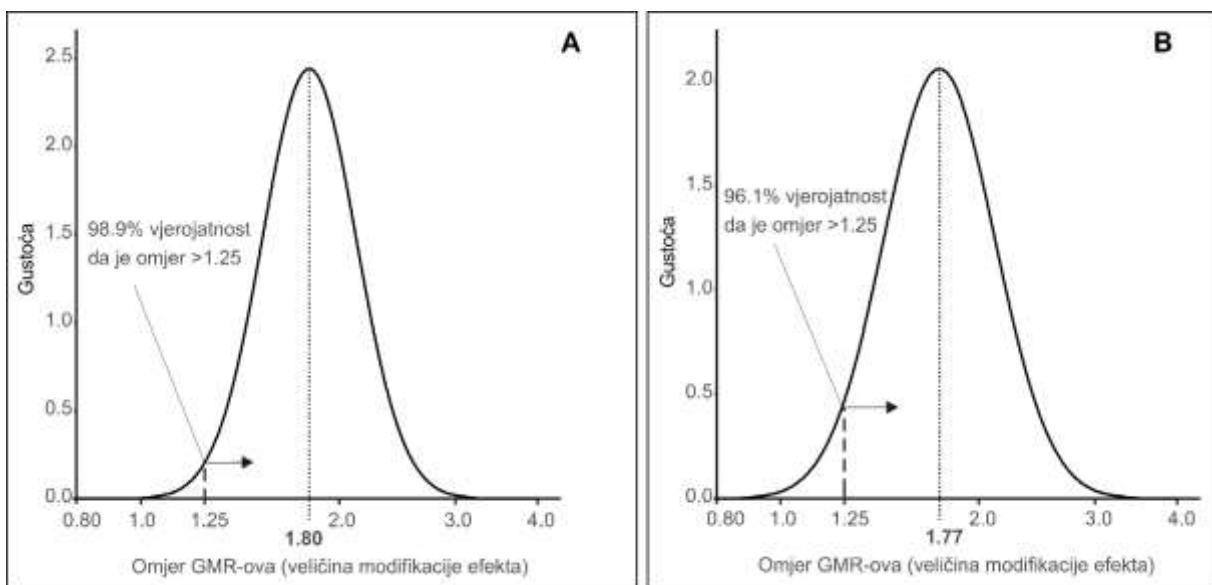 A
2.5
2.0
1.5
1.0
0.5
0.0
Gustoća
98.9% vjerojatnost
da je omjer >1.25
0.80 1.0 1.25 2.0 3.0 4.0
1.80
Omjer GMR-ova (veličina modifikacije efekta)
B
2.0
1.5
1.0
0.5
0.0
Gustoća
96.1% vjerojatnost
da je omjer >1.25
0.80 1.0 1.25 2.0 3.0 4.0
1.77
Omjer GMR-ova (veličina modifikacije efekta)